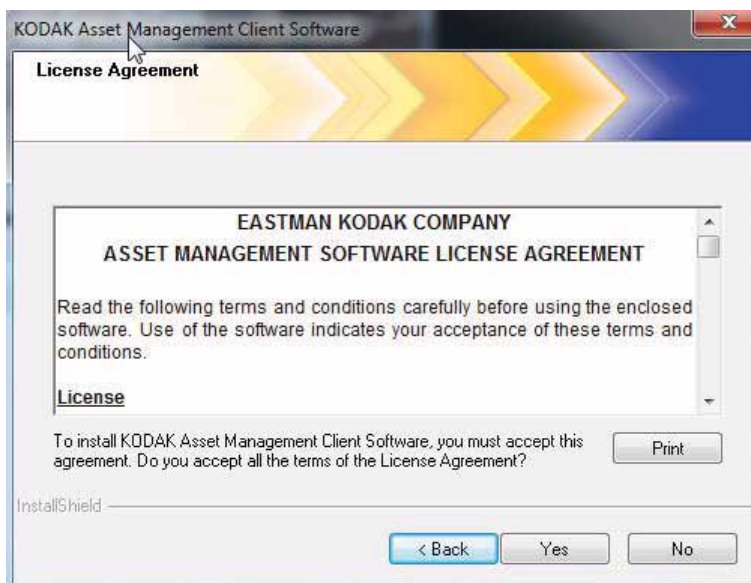 KODAK Asset Management Client Software
License Agreement
EASTMAN KODAK COMPANY
ASSET MANAGEMENT SOFTWARE LICENSE AGREEMENT
Read the following terms and conditions carefully before using the enclosed
software. Use of the software indicates your acceptance of these terms and
conditions.
License
To install KODAK Asset Management Client Software, you must accept this
agreement. Do you accept all the terms of the License Agreement?
Print
InstallShield
< Back
Yes
No